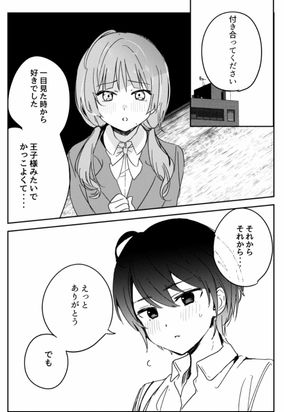 付き合ってください
一目見た時から
好きでした
王子様みたいで
かっこよくて・・・
それから
それから…
えっと
ありがとう
でも